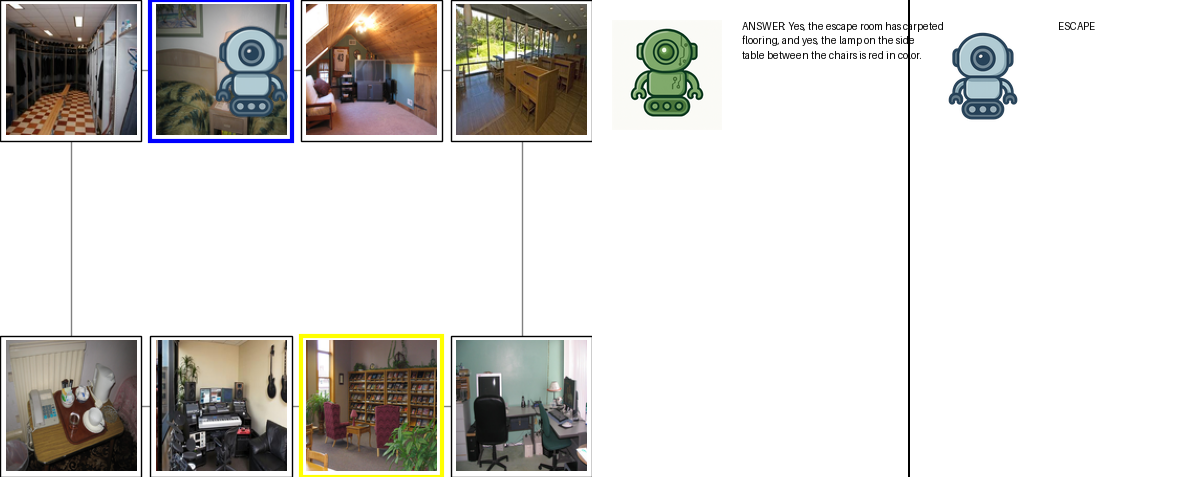 ANSWER: Yes, the escape room has carpeted
flooring, and yes, the lamp on the side
table between the chairs is red in color.
ESCAPE